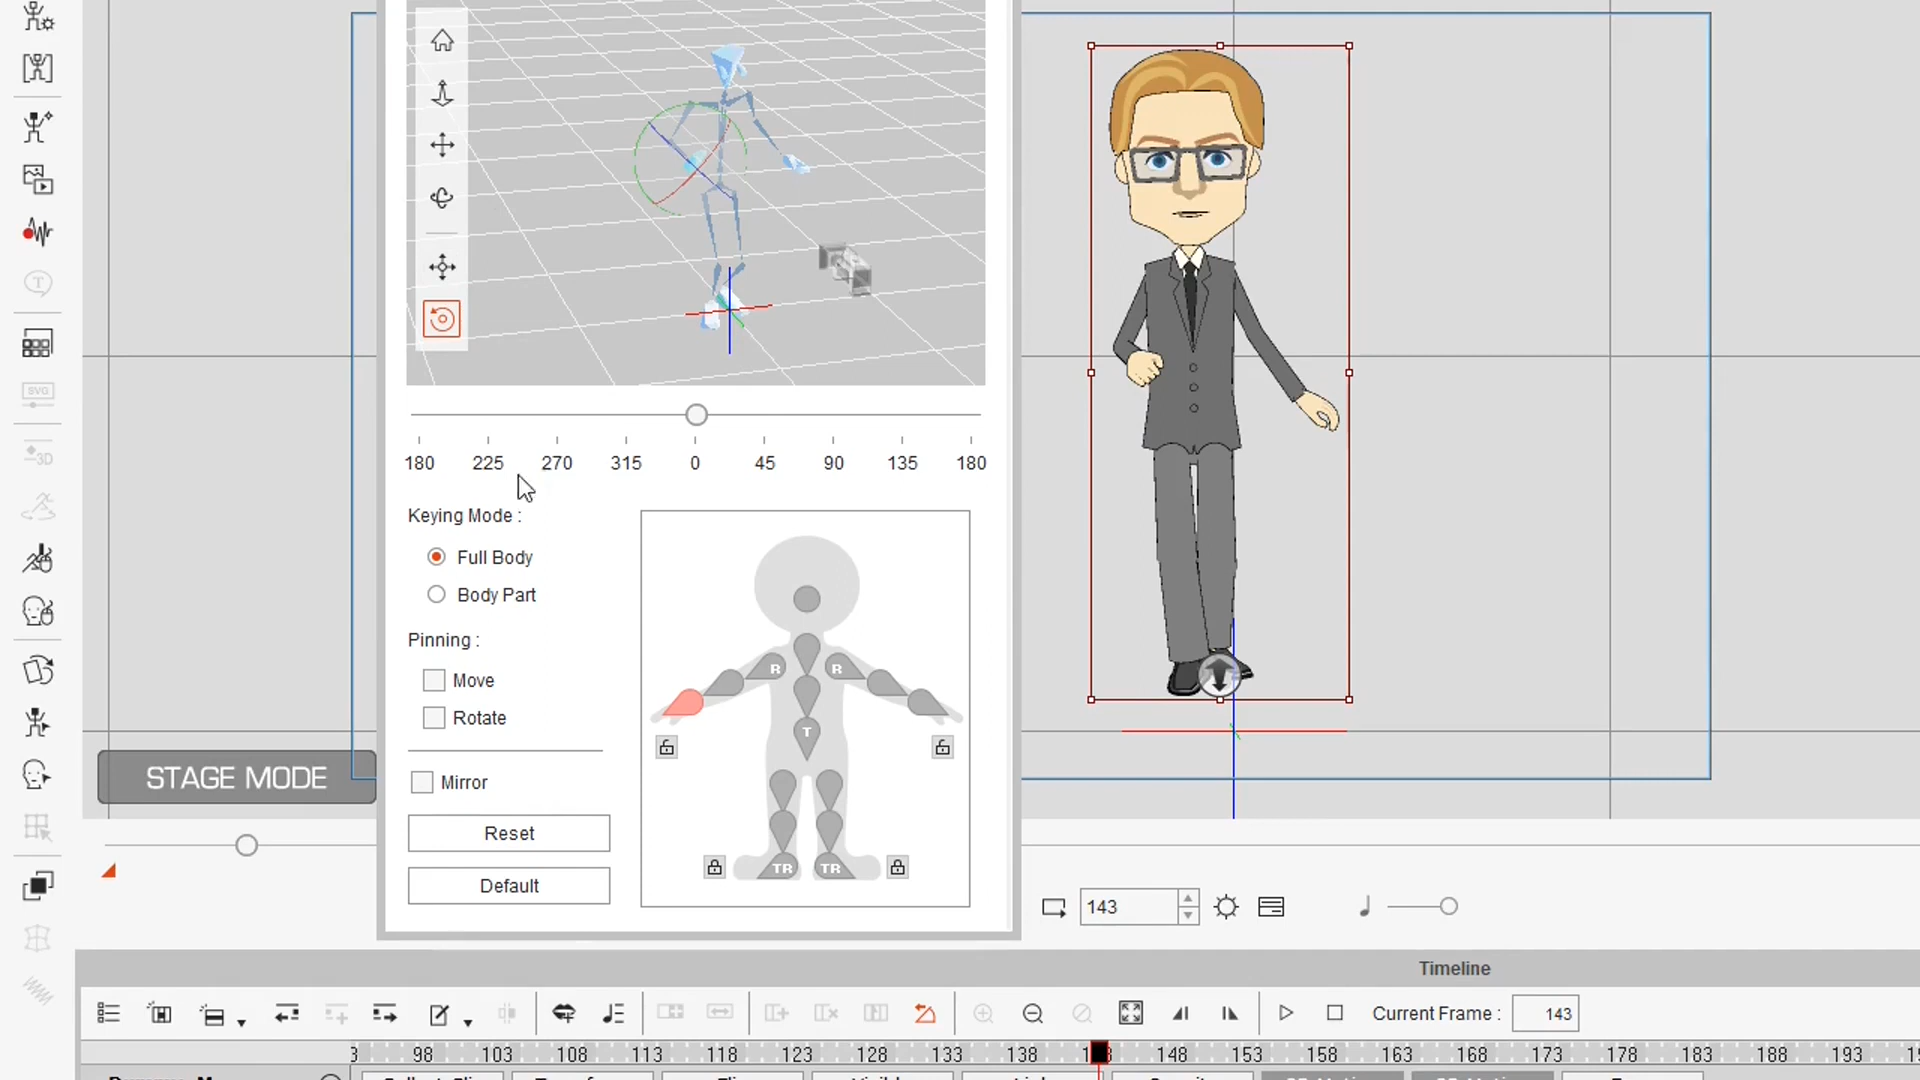 T
SVG
3D
180 225 270 315 0 45 90 135 180
Keying Mode :
Full Body
Body Part
Pinning :
Move
Rotate
Mirror
Reset
Default
R R
T
TR TR
STAGE MODE
143
Timeline
Current Frame : 143
98 103 108 113 118 123 128 133 138 148 153 158 163 168 173 178 183 188 193